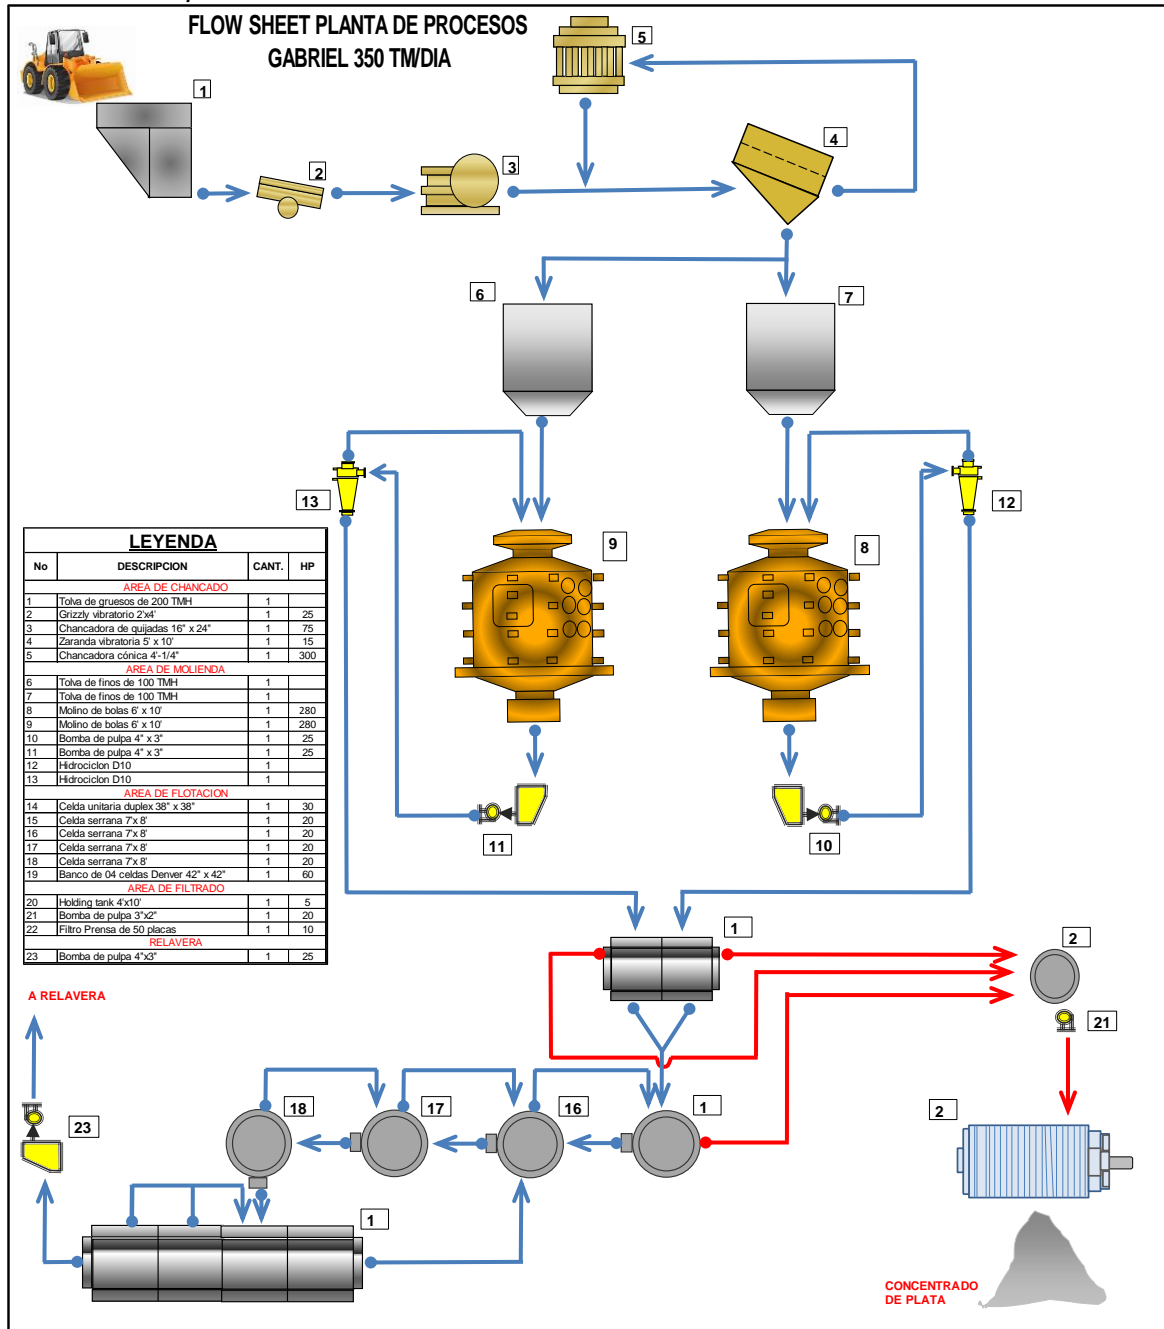 FLOW SHEET PLANTA DE PROCESOS
GABRIEL 350 TM/DIA
1
2
3
4
5
6
7
13
12
9
8
11
10
LEYENDA
No DESCRIPCION CANT. HP
AREA DE CHANCADO
1 Tolva de gruesos de 200 TMH 1
2 Grizzly vibratorio 2'x4' 1 25
3 Chancadora de quijadas 16" x 24" 1 75
4 Zaranda vibratoria 5' x 10' 1 15
5 Chancadora cónica 4'-1/4" 1 300
AREA DE MOLIENDA
6 Tolva de finos de 100 TMH 1
7 Tolva de finos de 100 TMH 1
8 Molino de bolas 6' x 10' 1 280
9 Molino de bolas 6' x 10' 1 280
10 Bomba de pulpa 4" x 3" 1 25
11 Bomba de pulpa 4" x 3" 1 25
12 Hidrociclon D10 1
13 Hidrociclon D10 1
AREA DE FLOTACION
14 Celda unitaria duplex 38" x 38" 1 30
15 Celda serrana 7'x 8' 1 20
16 Celda serrana 7'x 8' 1 20
17 Celda serrana 7'x 8' 1 20
18 Celda serrana 7'x 8' 1 20
19 Banco de 04 celdas Denver 42" x 42" 1 60
AREA DE FILTRADO
20 Holding tank 4'x10' 1 5
21 Bomba de pulpa 3"x2" 1 20
22 Filtro Prensa de 50 placas 1 10
RELAVERA
23 Bomba de pulpa 4"x3" 1 25
1
2
21
A RELAVERA
23
18
17
16
1
2
1
CONCENTRADO
DE PLATA